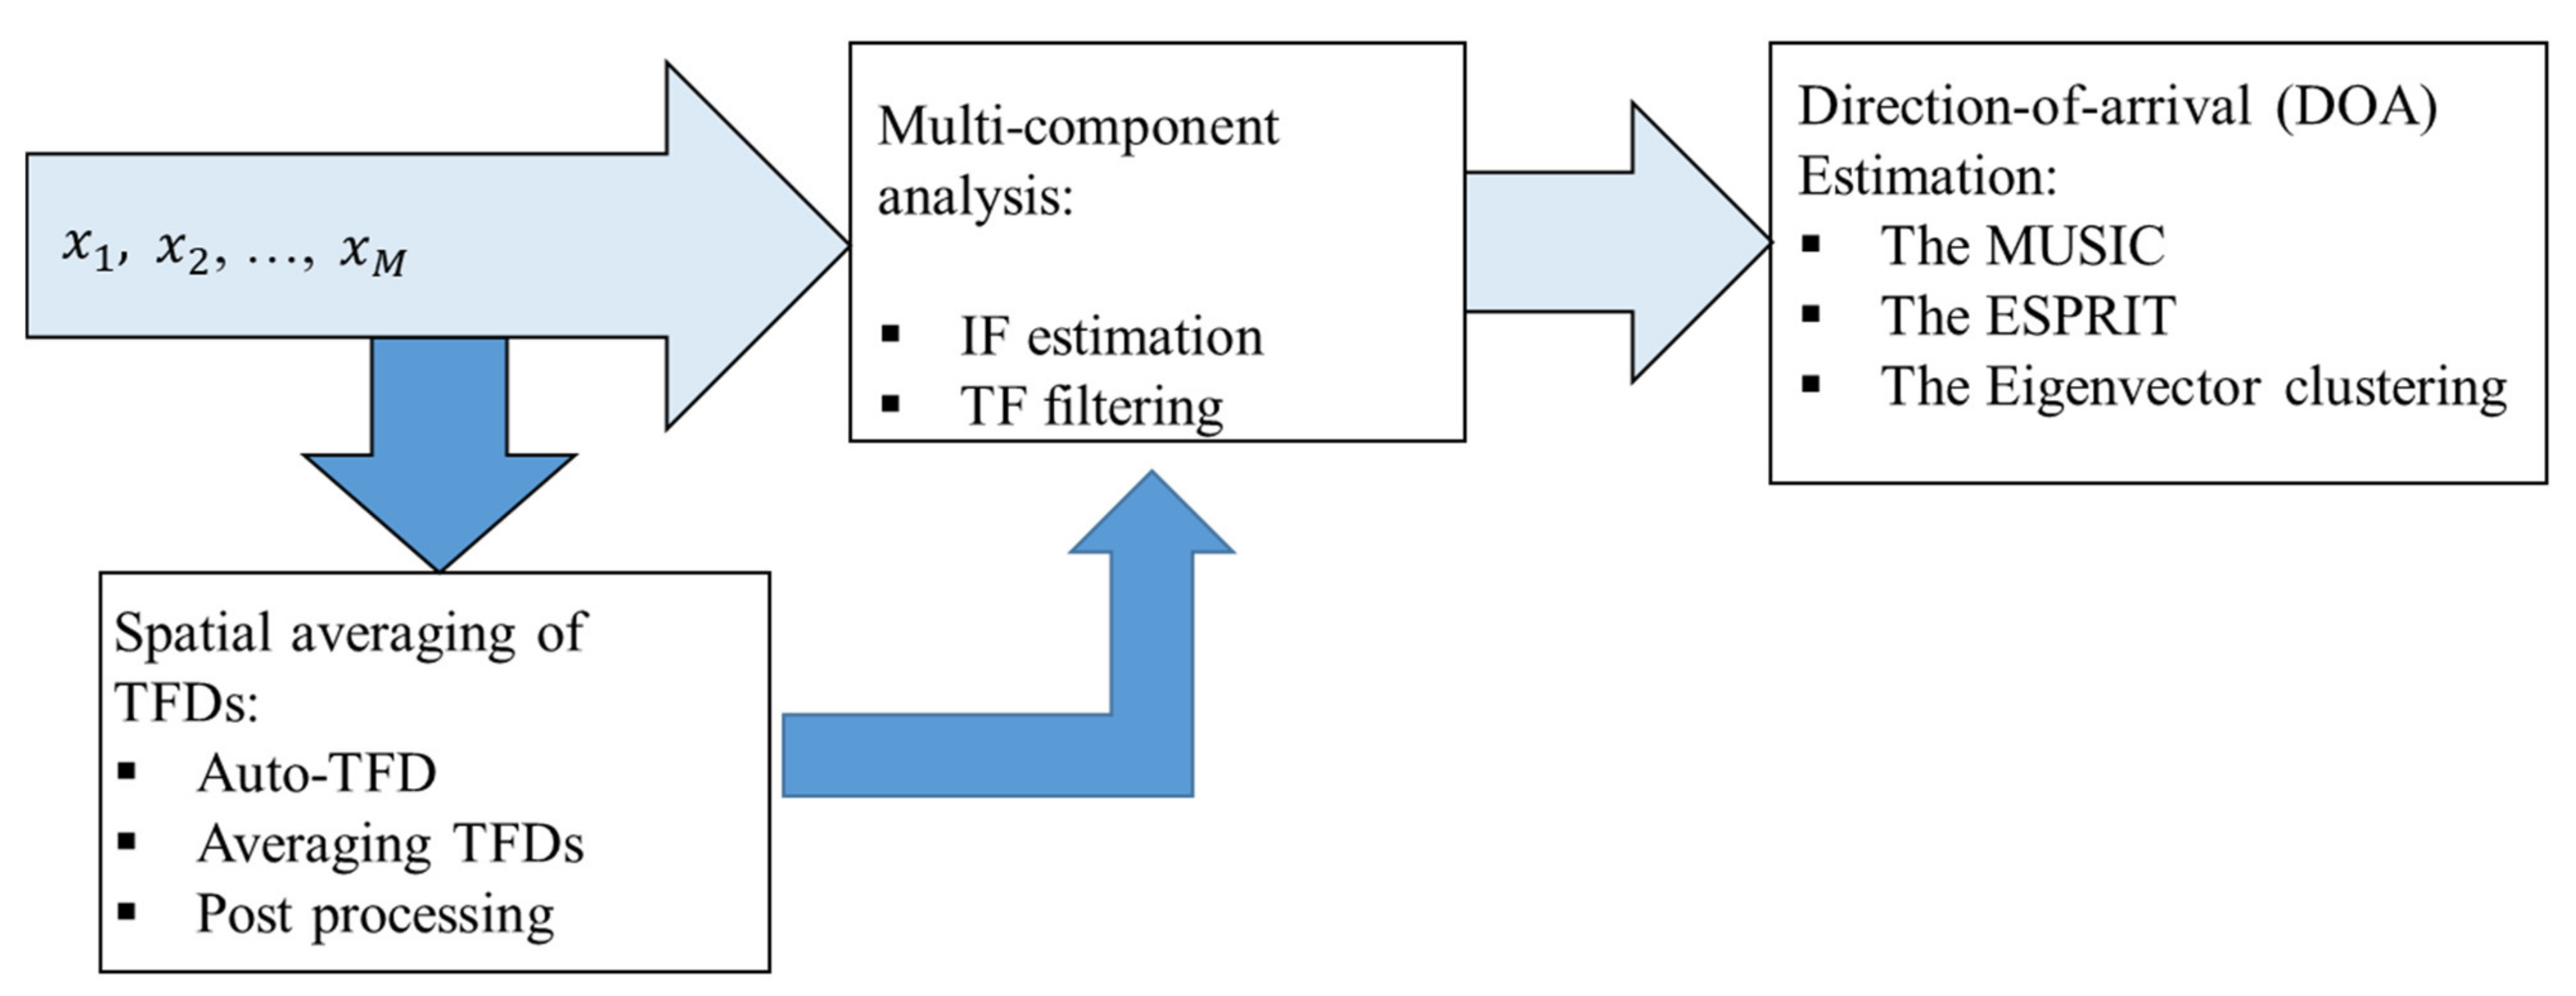 x₁, x₂, ..., x_M
Multi-component
analysis:
▪ IF estimation
▪ TF filtering
Direction-of-arrival (DOA)
Estimation:
▪ The MUSIC
▪ The ESPRIT
▪ The Eigenvector clustering
Spatial averaging of
TFDs:
▪ Auto-TFD
▪ Averaging TFDs
▪ Post processing